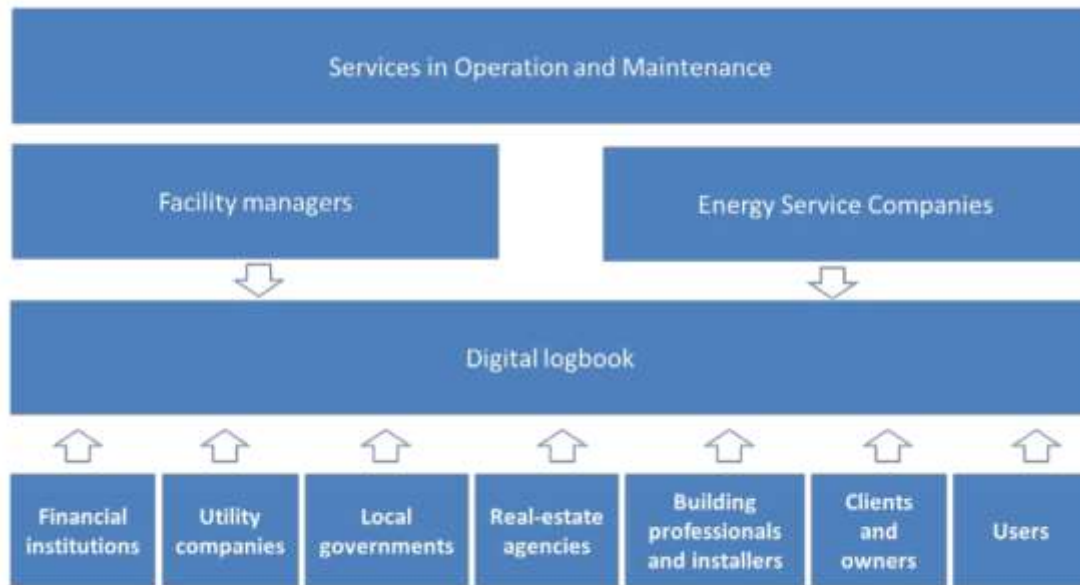 Services in Operation and Maintenance
Facility managers
Energy Service Companies
Digital logbook
Financial
institutions
Utility
companies
Local
governments
Real-estate
agencies
Building
professionals
and installers
Clients
and
owners
Users